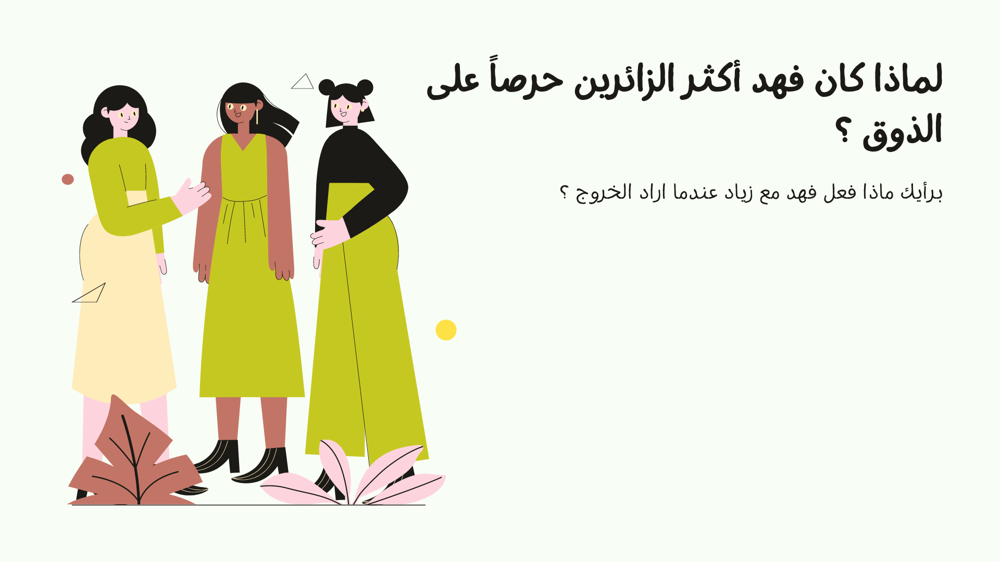 لماذا كان فهد أكثر الزائرين حرصاً على
الذوق ؟
برأيك ماذا فعل فهد مع زياد عندما اراد الخروج ؟